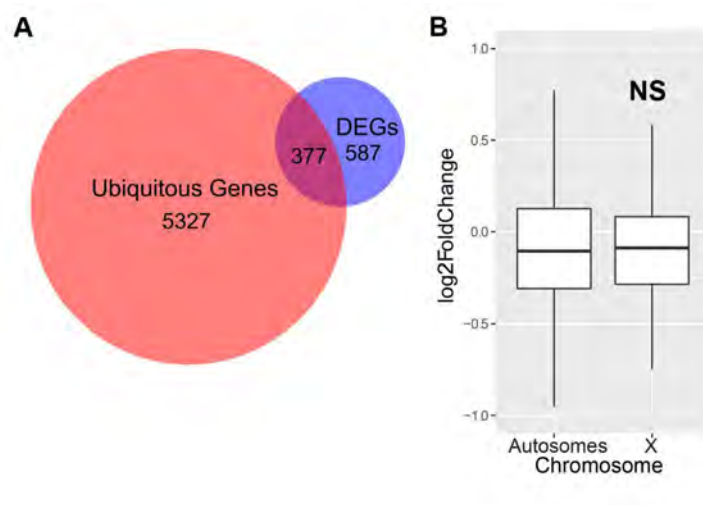 A
B
DEGs
377
587
Ubiquitous Genes
5327
NS
log2FoldChange
1.0
0.5
0.0
−0.5
−1.0
Autosomes X
Chromosome